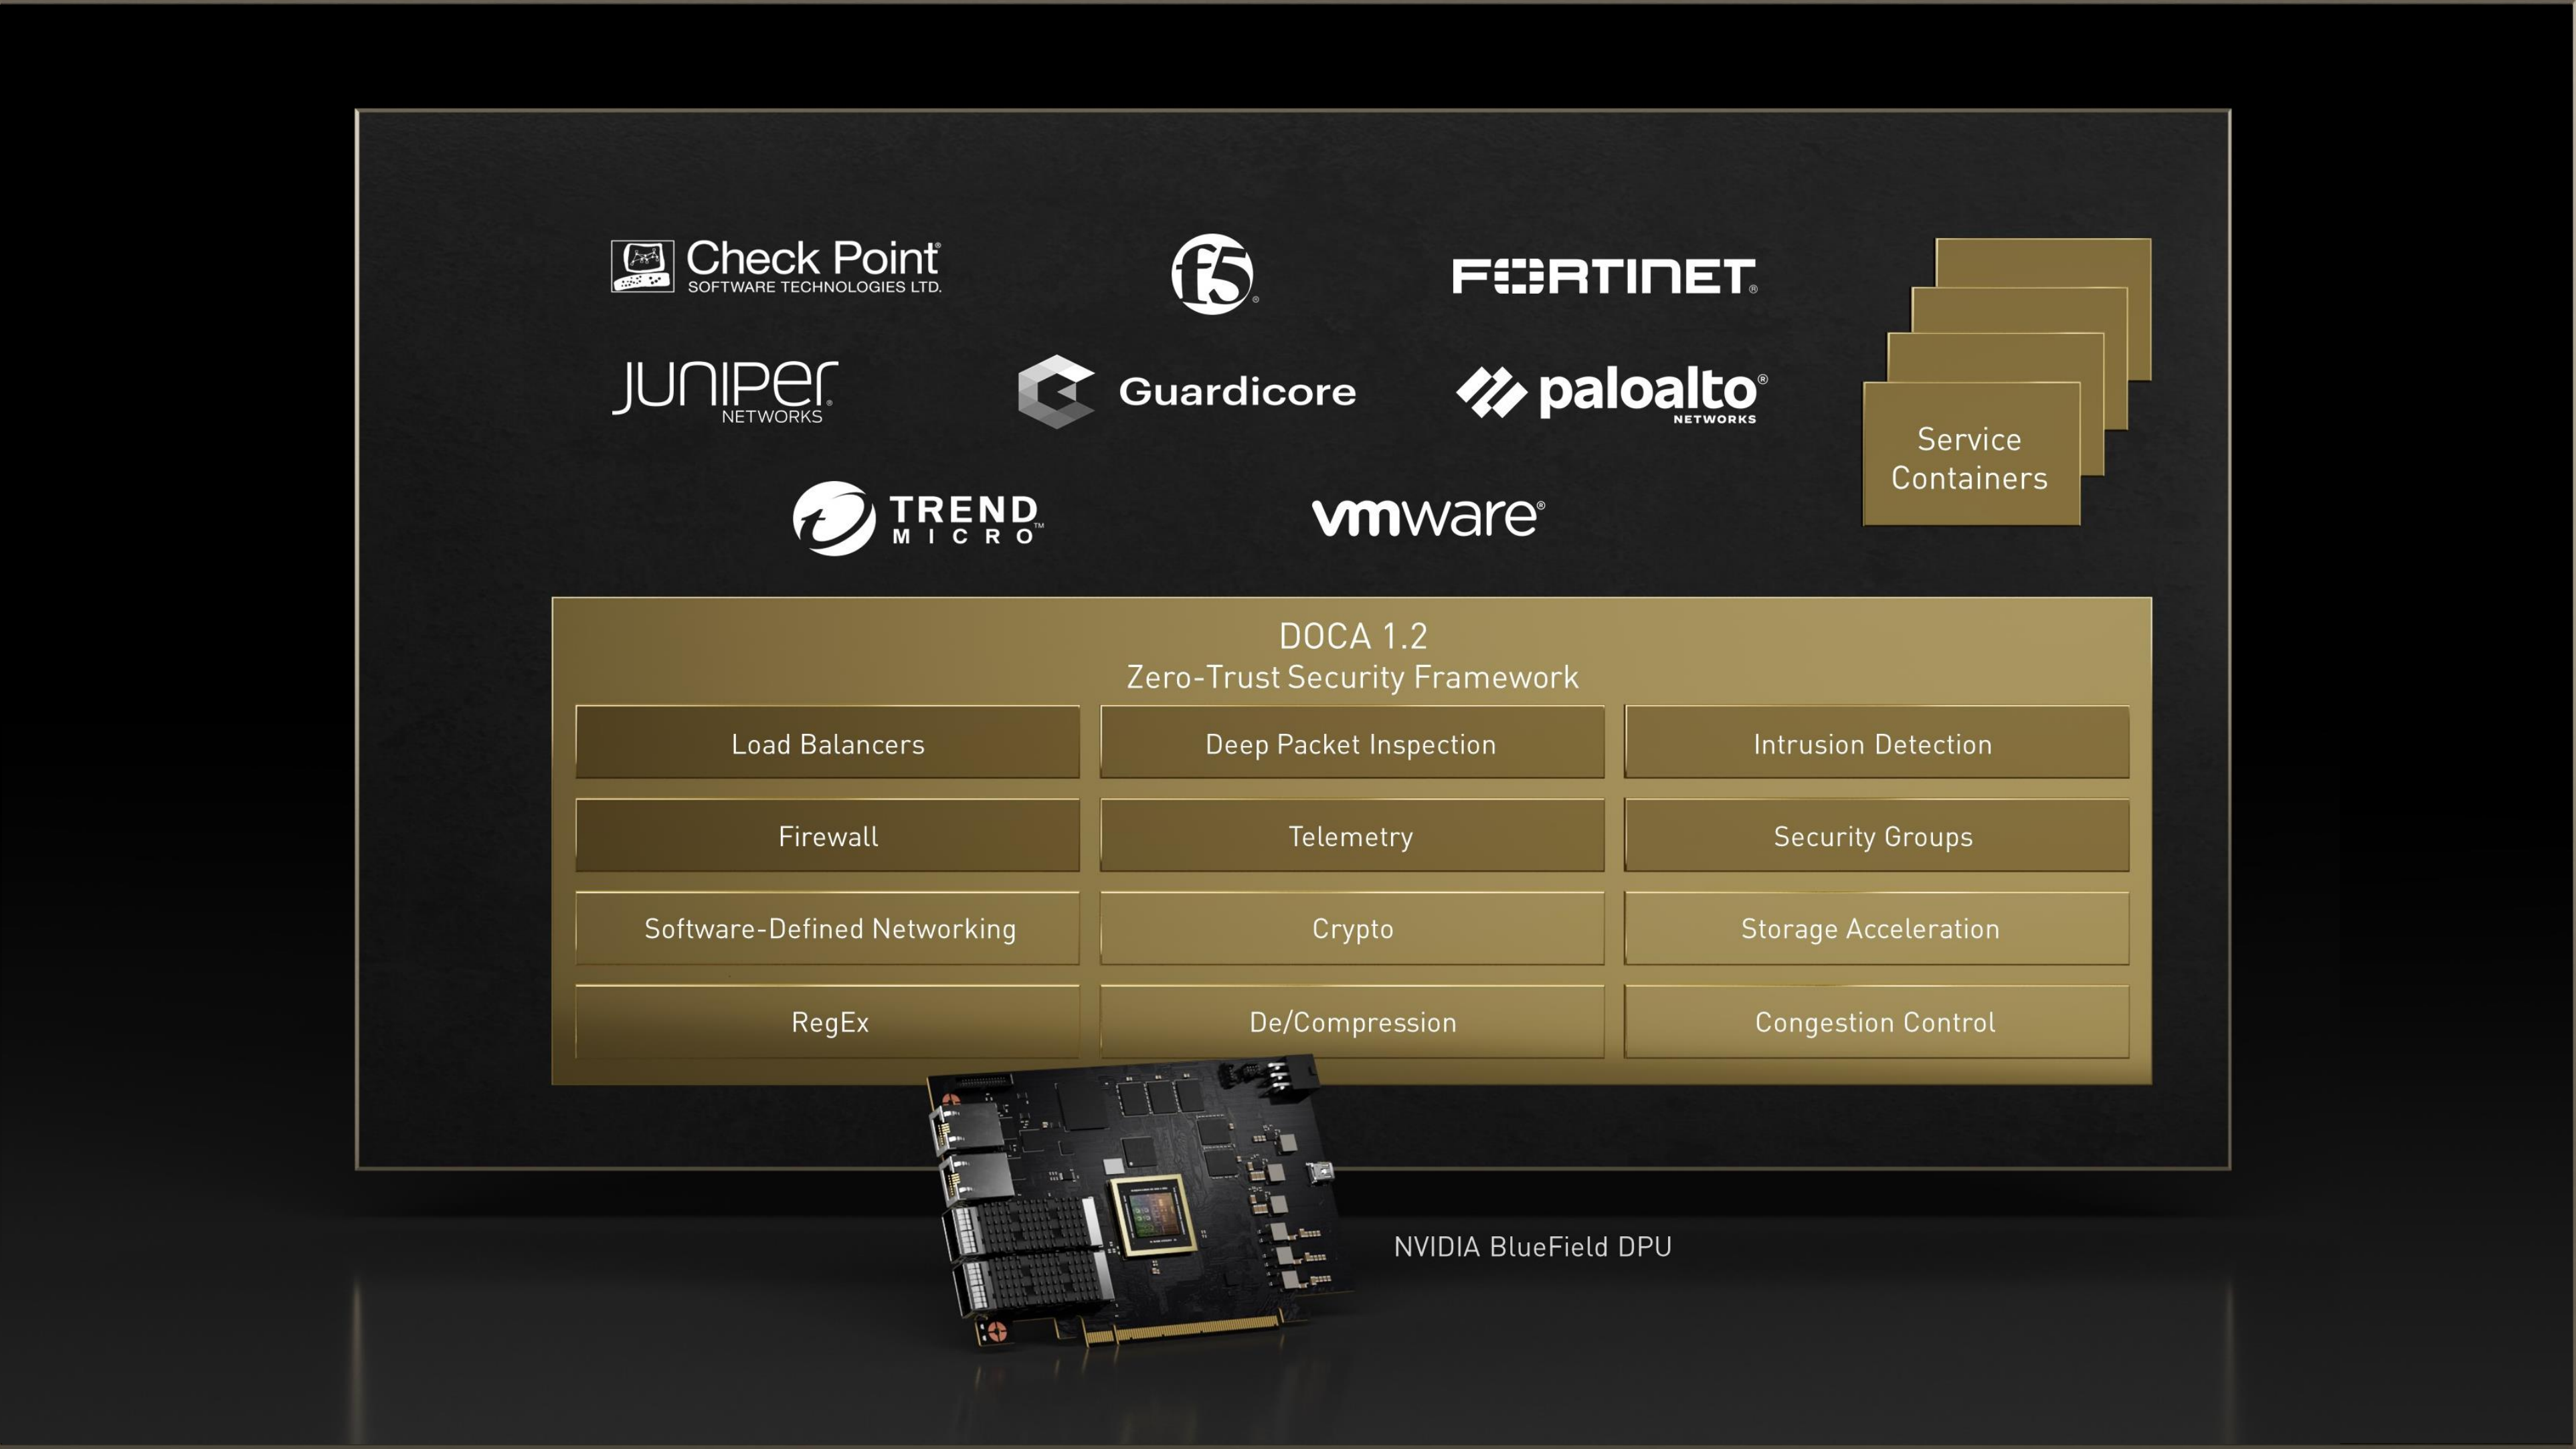 Check Point®
SOFTWARE TECHNOLOGIES LTD.
f5®
FORTINET®
JUNIPer®
NETWORKS
Guardicore
paloalto®
NETWORKS
TREND
MICRO™
vmware®
Service
Containers
DOCA 1.2
Zero-Trust Security Framework
Load Balancers
Deep Packet Inspection
Intrusion Detection
Firewall
Telemetry
Security Groups
Software-Defined Networking
Crypto
Storage Acceleration
RegEx
De/Compression
Congestion Control
NVIDIA BlueField DPU